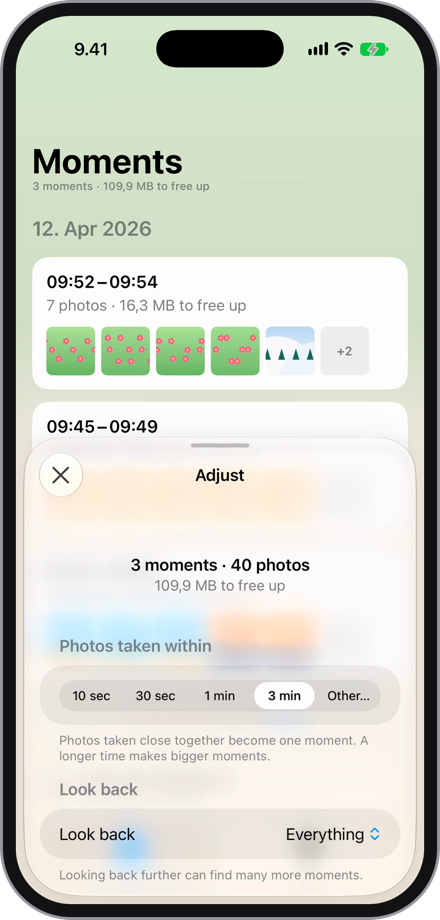 9.41
Moments
3 moments · 109,9 MB to free up
12. Apr 2026
09:52–09:54
7 photos · 16,3 MB to free up
+2
09:45–09:49
Adjust
3 moments · 40 photos
109,9 MB to free up
Photos taken within
10 sec 30 sec 1 min 3 min Other...
Photos taken close together become one moment. A
longer time makes bigger moments.
Look back
Look back Everything
Looking back further can find many more moments.